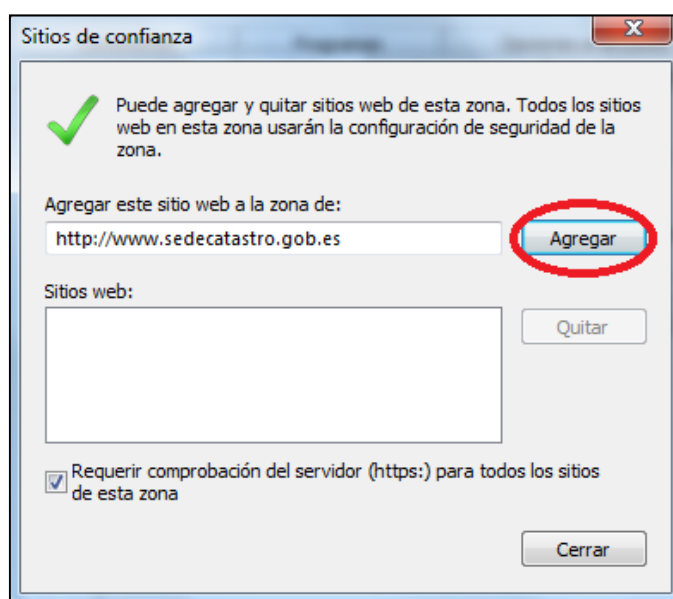 Sitios de confianza
Puede agregar y quitar sitios web de esta zona. Todos los sitios
web en esta zona usarán la configuración de seguridad de la
zona.
Agregar este sitio web a la zona de:
http://www.sedecatastro.gob.es
Agregar
Sitios web:
Quitar
Requerir comprobación del servidor (https:) para todos los sitios
de esta zona
Cerrar